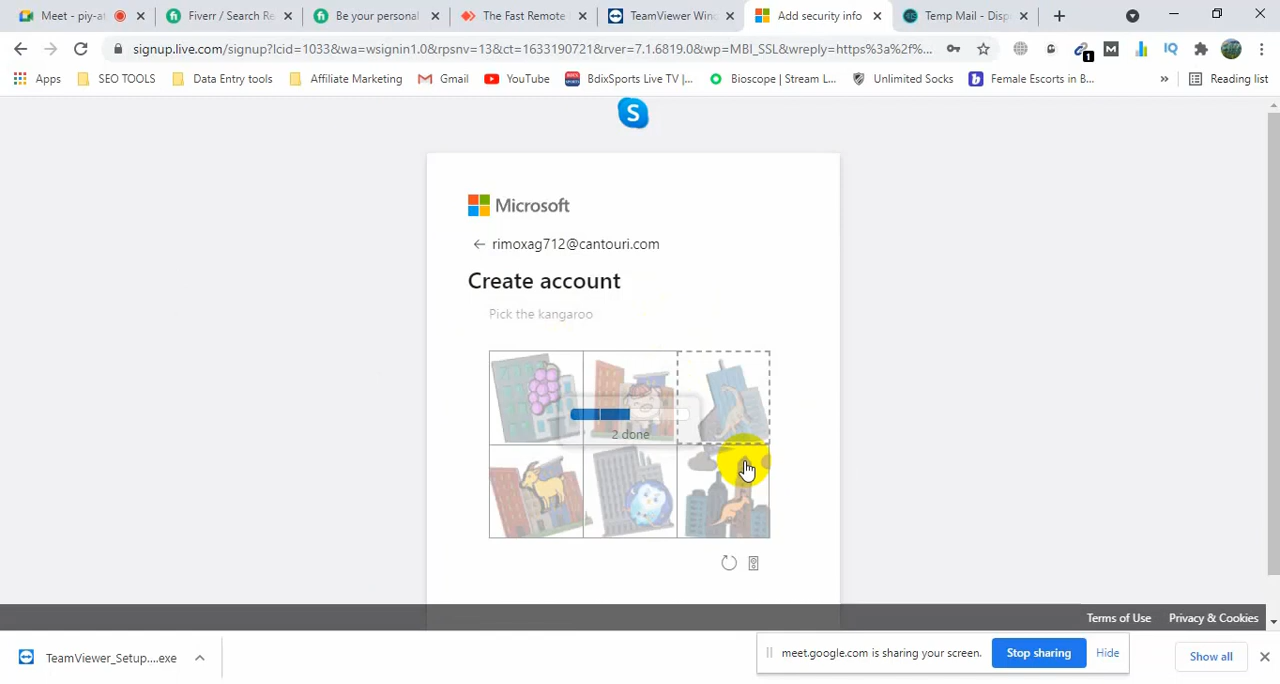 Meet - piy-at
Fiverr / Search Re
Be your personal
The Fast Remote
TeamViewer Win
Add security info
Temp Mail - Disp
signup.live.com/signup?lcid=1033&wa=wsignin1.0&rpsnv=13&ct=1633190721&rver=7.1.6819.0&wp=MBI_SSL&wreply=https%3a%2f%...
1
M
IQ
Apps
SEO TOOLS
Data Entry tools
Affiliate Marketing
Gmail
YouTube
BdixSports Live TV |...
Bioscope | Stream L...
Unlimited Socks
Female Escorts in B...
»
Reading list
S
Microsoft
rimoxag712@cantouri.com
Create account
Pick the kangaroo
2 done
Terms of Use
Privacy & Cookies
TeamViewer_Setup....exe
meet.google.com is sharing your screen.
Stop sharing
Hide
Show all